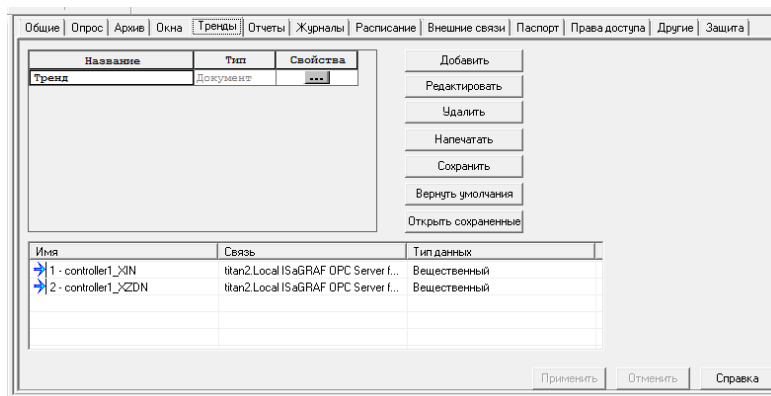 Общие Опрос Архив Окна Тренды Отчеты Журналы Расписание Внешние связи Паспорт Права доступа Другие Защита
Название Тип Свойства
Тренд Документ ...
Добавить
Редактировать
Удалить
Напечатать
Сохранить
Вернуть умолчания
Открыть сохраненные
Имя Связь Тип данных
1 - controller1_XIN titan2.Local ISaGRAF OPC Server f... Вещественный
2 - controller1_XZDN titan2.Local ISaGRAF OPC Server f... Вещественный
Применить Отменить Справка